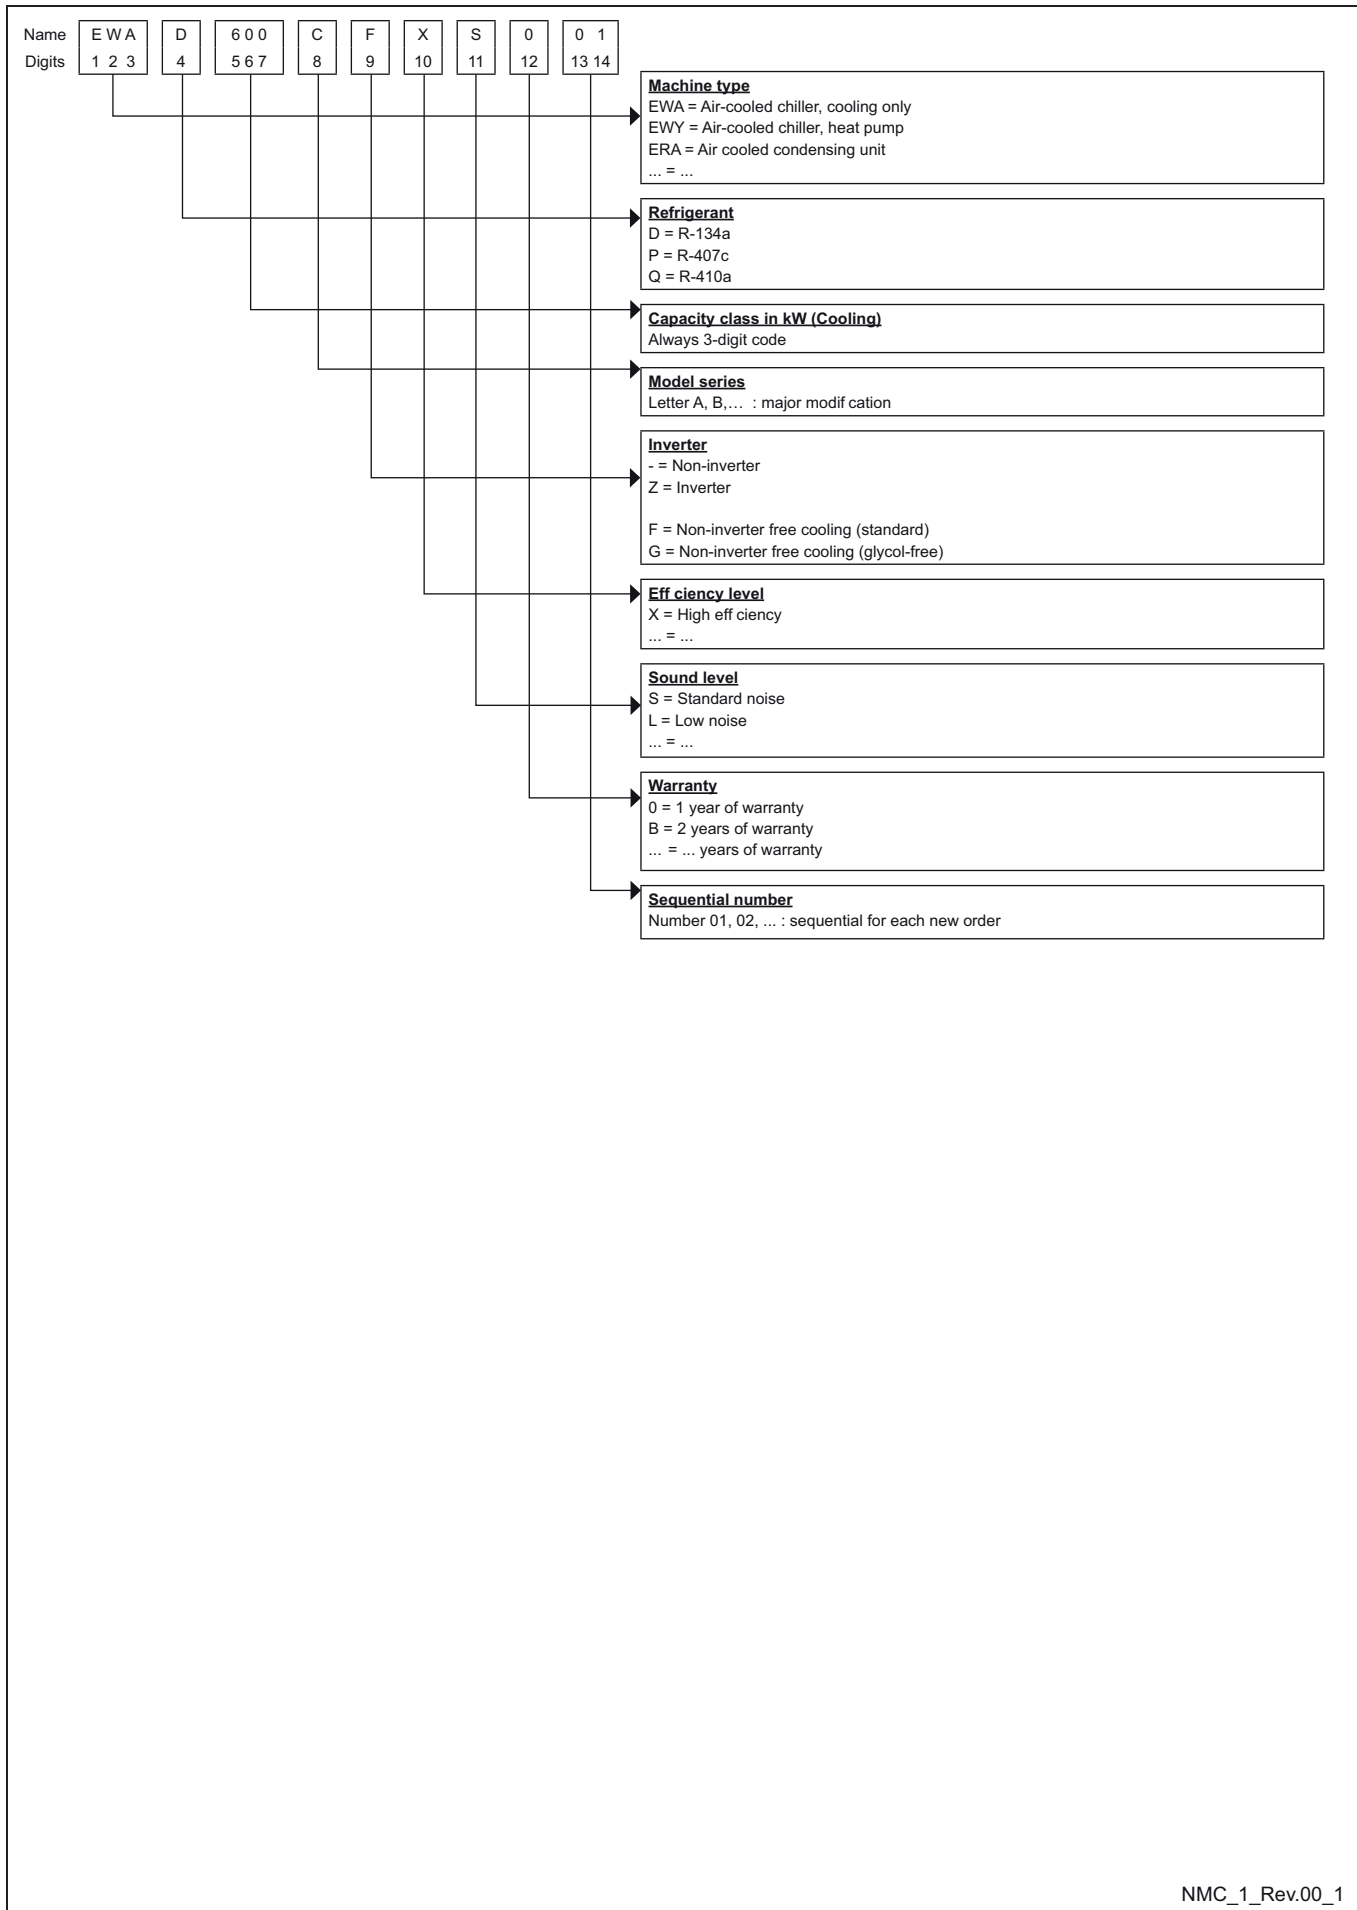 Name E W A D 6 0 0 C F X S 0 0 1
Digits 1 2 3 4 5 6 7 8 9 10 11 12 13 14
Machine type
EWA = Air-cooled chiller, cooling only
EWY = Air-cooled chiller, heat pump
ERA = Air cooled condensing unit
... = ...
Refrigerant
D = R-134a
P = R-407c
Q = R-410a
Capacity class in kW (Cooling)
Always 3-digit code
Model series
Letter A, B,… : major modif cation
Inverter
- = Non-inverter
Z = Inverter
F = Non-inverter free cooling (standard)
G = Non-inverter free cooling (glycol-free)
Eff ciency level
X = High eff ciency
... = ...
Sound level
S = Standard noise
L = Low noise
... = ...
Warranty
0 = 1 year of warranty
B = 2 years of warranty
... = ... years of warranty
Sequential number
Number 01, 02, ... : sequential for each new order
NMC_1_Rev.00_1